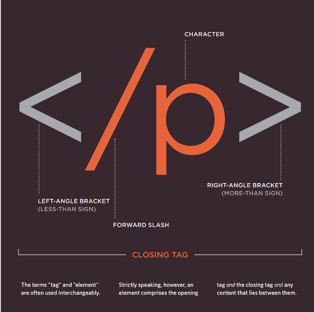 CHARACTER
</p>
LEFT-ANGLE BRACKET
(LESS-THAN SIGN)
RIGHT-ANGLE BRACKET
(MORE-THAN SIGN)
FORWARD SLASH
CLOSING TAG
The terms "tag" and "element"
are often used interchangeably.
Strictly speaking, however, an
element comprises the opening
tag and the closing tag and any
content that lies between them.